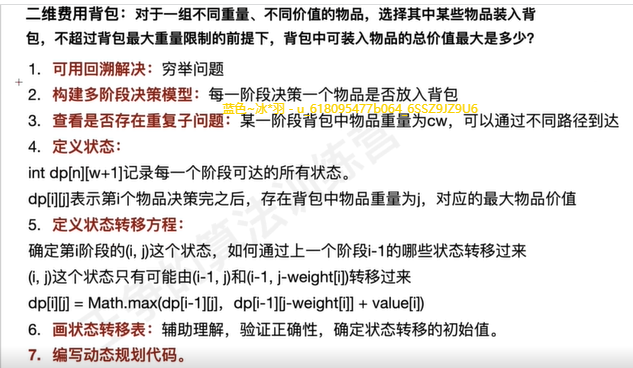 二维费用背包：对于一组不同重量、不同价值的物品，选择其中某些物品装入背
包，不超过背包最大重量限制的前提下，背包中可装入物品的总价值最大是多少？
1. 可用回溯解决：穷举问题
2. 构建多阶段决策模型：每一阶段决策一个物品是否放入背包
蓝色~冰*羽 - u_618095477b064_6SSZ9JZ9U6
3. 查看是否存在重复子问题：某一阶段背包中物品重量为cw，可以通过不同路径到达
4. 定义状态：
int dp[n][w+1]记录每一个阶段可达的所有状态。
dp[i][j]表示第i个物品决策完之后，存在背包中物品重量为j，对应的最大物品价值
5. 定义状态转移方程：
确定第i阶段的(i, j)这个状态，如何通过上一个阶段i-1的哪些状态转移过来
(i, j)这个状态只有可能由(i-1, j)和(i-1, j-weight[i])转移过来
dp[i][j] = Math.max(dp[i-1][j]，dp[i-1][j-weight[i]] + value[i])
6. 画状态转移表：辅助理解，验证正确性，确定状态转移的初始值。
7. 编写动态规划代码。